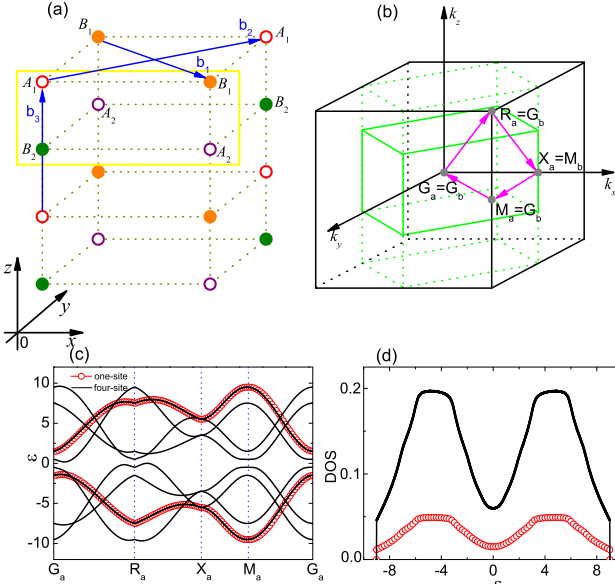 (a)
B1
b2
A1
A1
b1
B1
b3
A2
B2
B2
A2
z
y
0
x
(b)
kz
Ra=Gb
Xa=Mb
Ga=Gb
kx
Ma=Gb
ky
(c)
one-site
four-site
10
5
0
-5
-10
ε
Ga
Ra
Xa
Ma
Ga
(d)
0.2
0.1
0.0
DOS
-8
-4
0
4
8